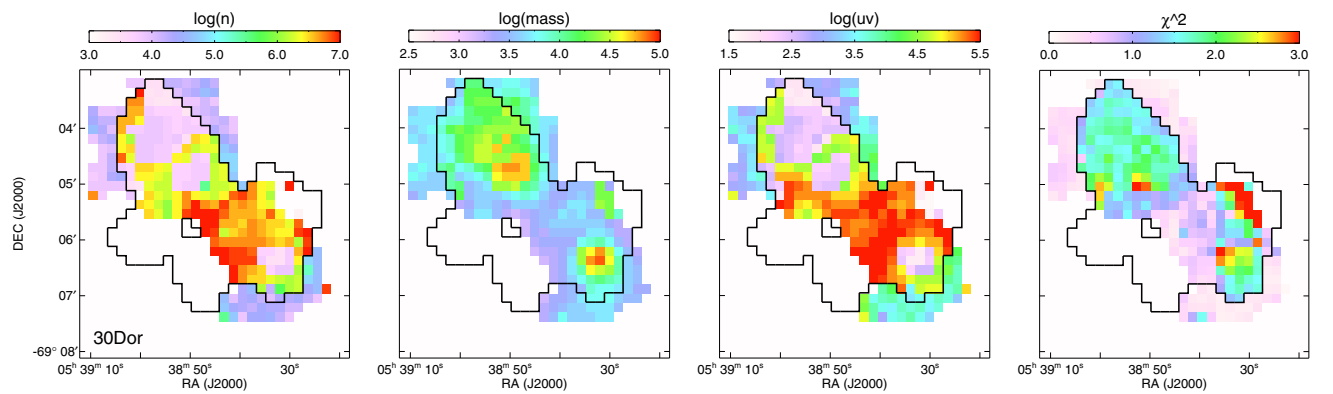 log(n)
3.0 4.0 5.0 6.0 7.0
log(mass)
2.5 3.0 3.5 4.0 4.5 5.0
log(uv)
1.5 2.5 3.5 4.5 5.5
χ^2
0.0 1.0 2.0 3.0
DEC (J2000)
04′
05′
06′
07′
-69° 08′
30Dor
05ʰ 39ᵐ 10ˢ 38ᵐ 50ˢ 30ˢ
RA (J2000)
05ʰ 39ᵐ 10ˢ 38ᵐ 50ˢ 30ˢ
RA (J2000)
05ʰ 39ᵐ 10ˢ 38ᵐ 50ˢ 30ˢ
RA (J2000)
05ʰ 39ᵐ 10ˢ 38ᵐ 50ˢ 30ˢ
RA (J2000)